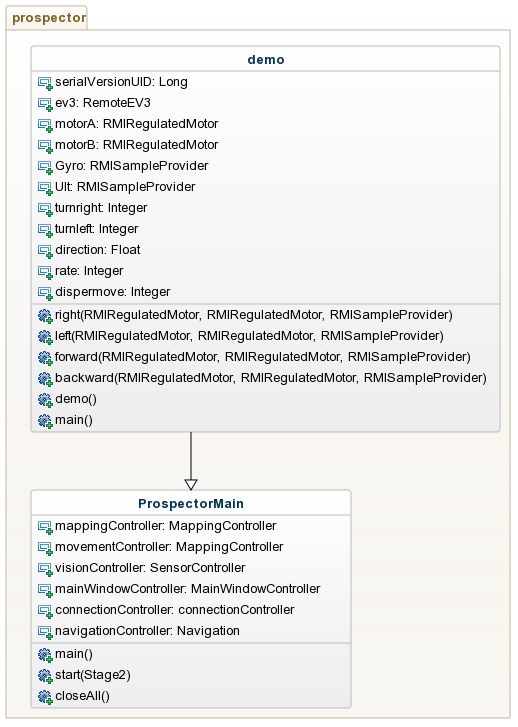 prospector
demo
serialVersionUID: Long
ev3: RemoteEV3
motorA: RMIRegulatedMotor
motorB: RMIRegulatedMotor
Gyro: RMISampleProvider
Ult: RMISampleProvider
turnright: Integer
turnleft: Integer
direction: Float
rate: Integer
dispermove: Integer
right(RMIRegulatedMotor, RMIRegulatedMotor, RMISampleProvider)
left(RMIRegulatedMotor, RMIRegulatedMotor, RMISampleProvider)
forward(RMIRegulatedMotor, RMIRegulatedMotor, RMISampleProvider)
backward(RMIRegulatedMotor, RMIRegulatedMotor, RMISampleProvider)
demo()
main()
ProspectorMain
mappingController: MappingController
movementController: MappingController
visionController: SensorController
mainWindowController: MainWindowController
connectionController: connectionController
navigationController: Navigation
main()
start(Stage2)
closeAll()